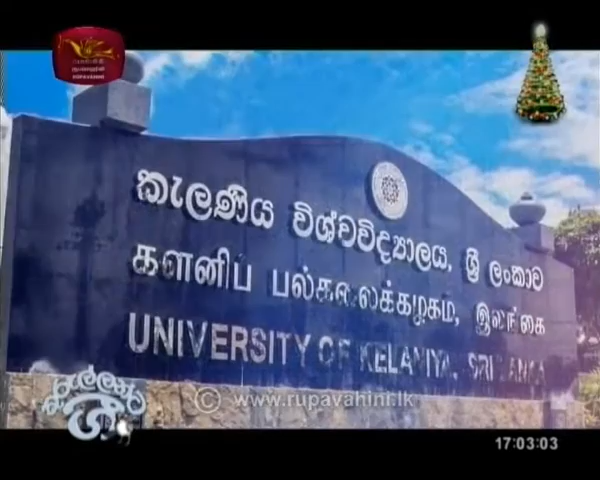 කැලණිය විශ්වවිද්‍යාලය, ශ්‍රී ලංකාව
களனிப் பல்கலைக்கழகம், இலங்கை
UNIVERSITY OF KELANIYA, SRI LANKA
© www.rupavahini.lk
17:03:03